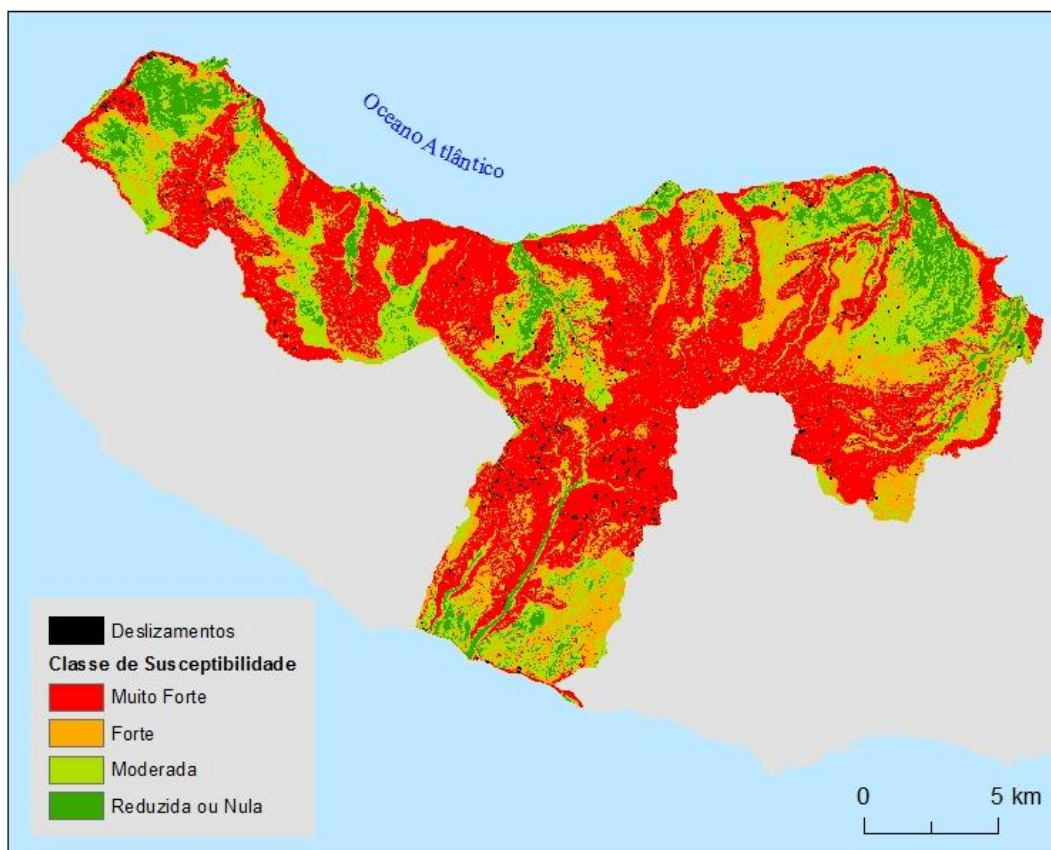 Oceano Atlântico
Deslizamentos
Classe de Susceptibilidade
Muito Forte
Forte
Moderada
Reduzida ou Nula
0 5 km